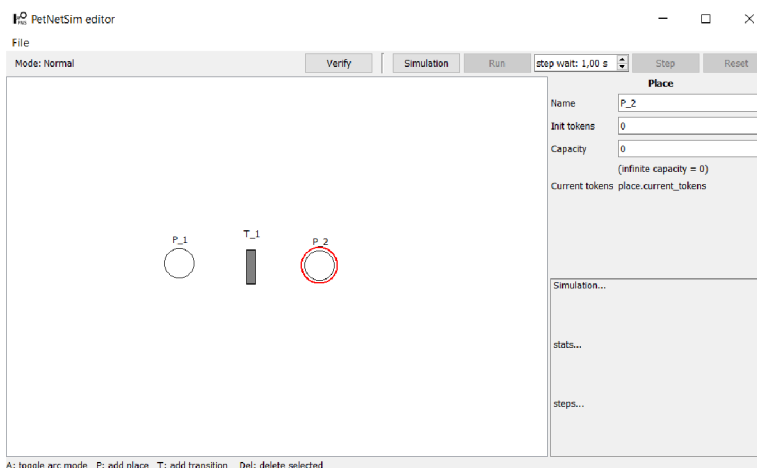 PetNetSim editor
File
Mode: Normal Verify Simulation Run step wait: 1,00 s Step Reset
Place
Name P_2
Init tokens 0
Capacity 0
(infinite capacity = 0)
Current tokens place.current_tokens
P_1 T_1 P_2
Simulation...
stats...
steps...
A: toggle arc mode P: add place T: add transition Del: delete selected